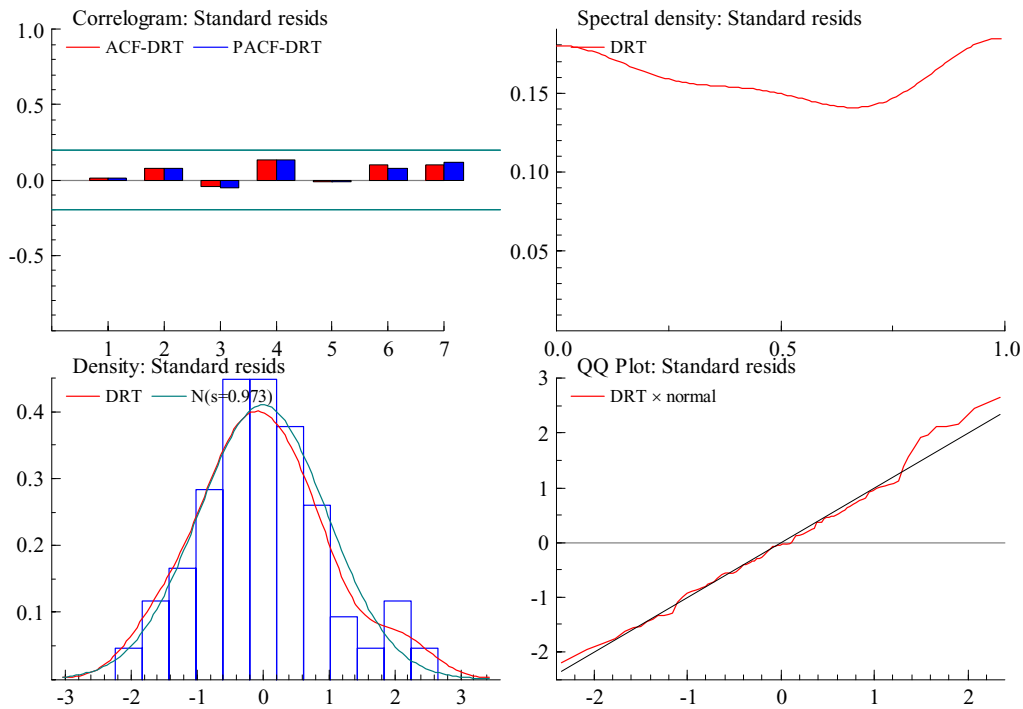 Correlogram: Standard resids
ACF-DRT PACF-DRT
1.0
0.5
0.0
-0.5
1 2 3 4 5 6 7
Spectral density: Standard resids
DRT
0.15
0.10
0.05
0.0 0.5 1.0
Density: Standard resids
DRT N(s=0.973)
0.4
0.3
0.2
0.1
-3 -2 -1 0 1 2 3
QQ Plot: Standard resids
3
DRT × normal
2
1
0
-1
-2
-2 -1 0 1 2